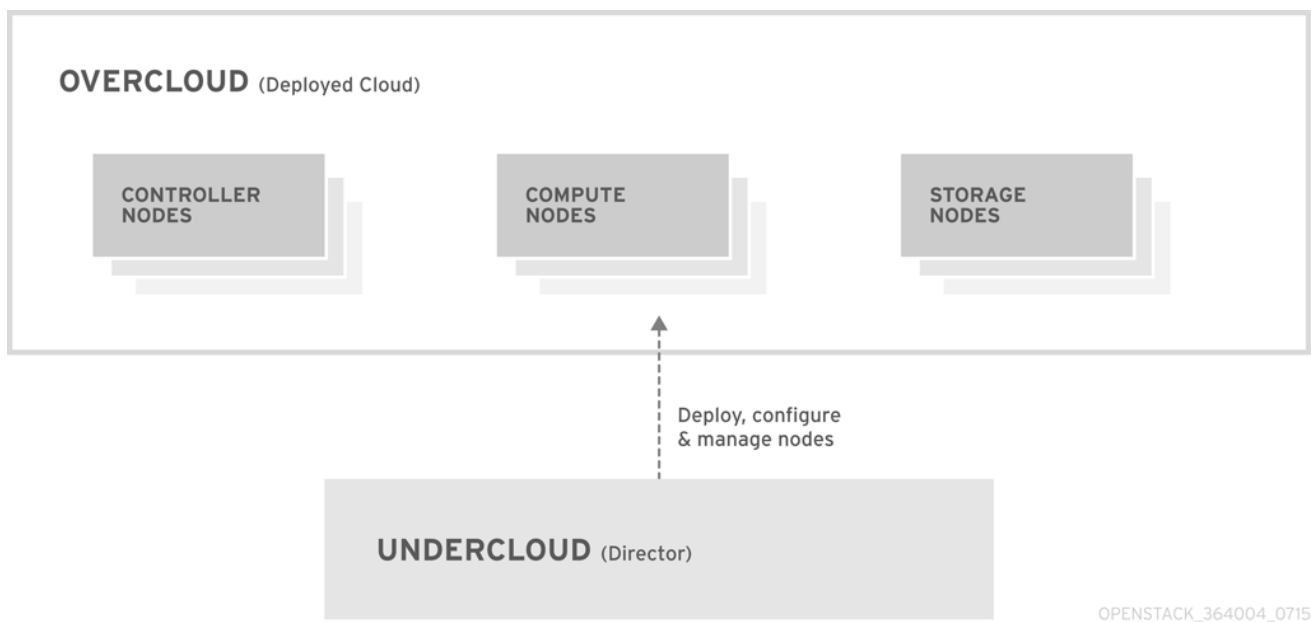 OVERCLOUD (Deployed Cloud)
CONTROLLER
NODES
COMPUTE
NODES
STORAGE
NODES
Deploy, configure
& manage nodes
UNDERCLOUD (Director)
OPENSTACK_364004_0715